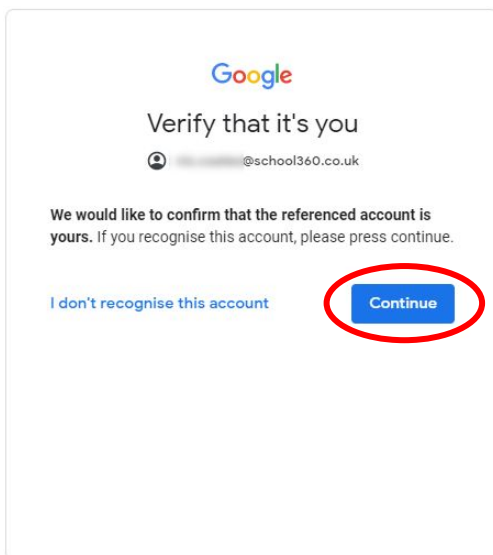 Google
Verify that it's you
@school360.co.uk
We would like to confirm that the referenced account is
yours. If you recognise this account, please press continue.
I don't recognise this account
Continue